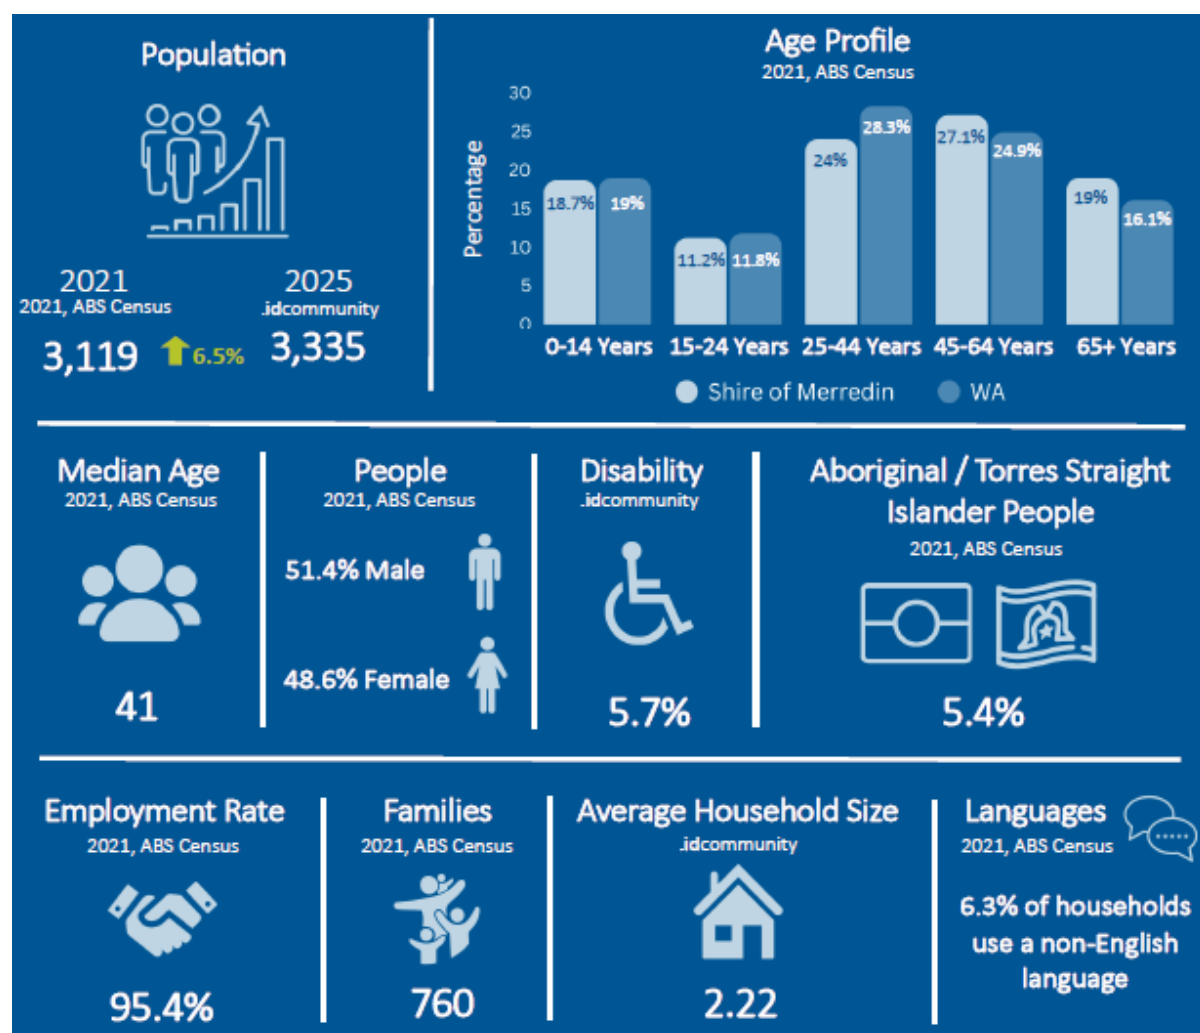 Population
2021
2021, ABS Census
3,119
6.5%
2025
.idcommunity
3,335
Age Profile
2021, ABS Census
Percentage
30
25
20
15
10
5
0
18.7%
19%
11.2%
11.8%
24%
28.3%
27.1%
24.9%
19%
16.1%
0-14 Years
15-24 Years
25-44 Years
45-64 Years
65+ Years
Shire of Merredin
WA
Median Age
2021, ABS Census
41
People
2021, ABS Census
51.4% Male
48.6% Female
Disability
.idcommunity
5.7%
Aboriginal / Torres Straight
Islander People
2021, ABS Census
5.4%
Employment Rate
2021, ABS Census
95.4%
Families
2021, ABS Census
760
Average Household Size
.idcommunity
2.22
Languages
2021, ABS Census
6.3% of households
use a non-English
language